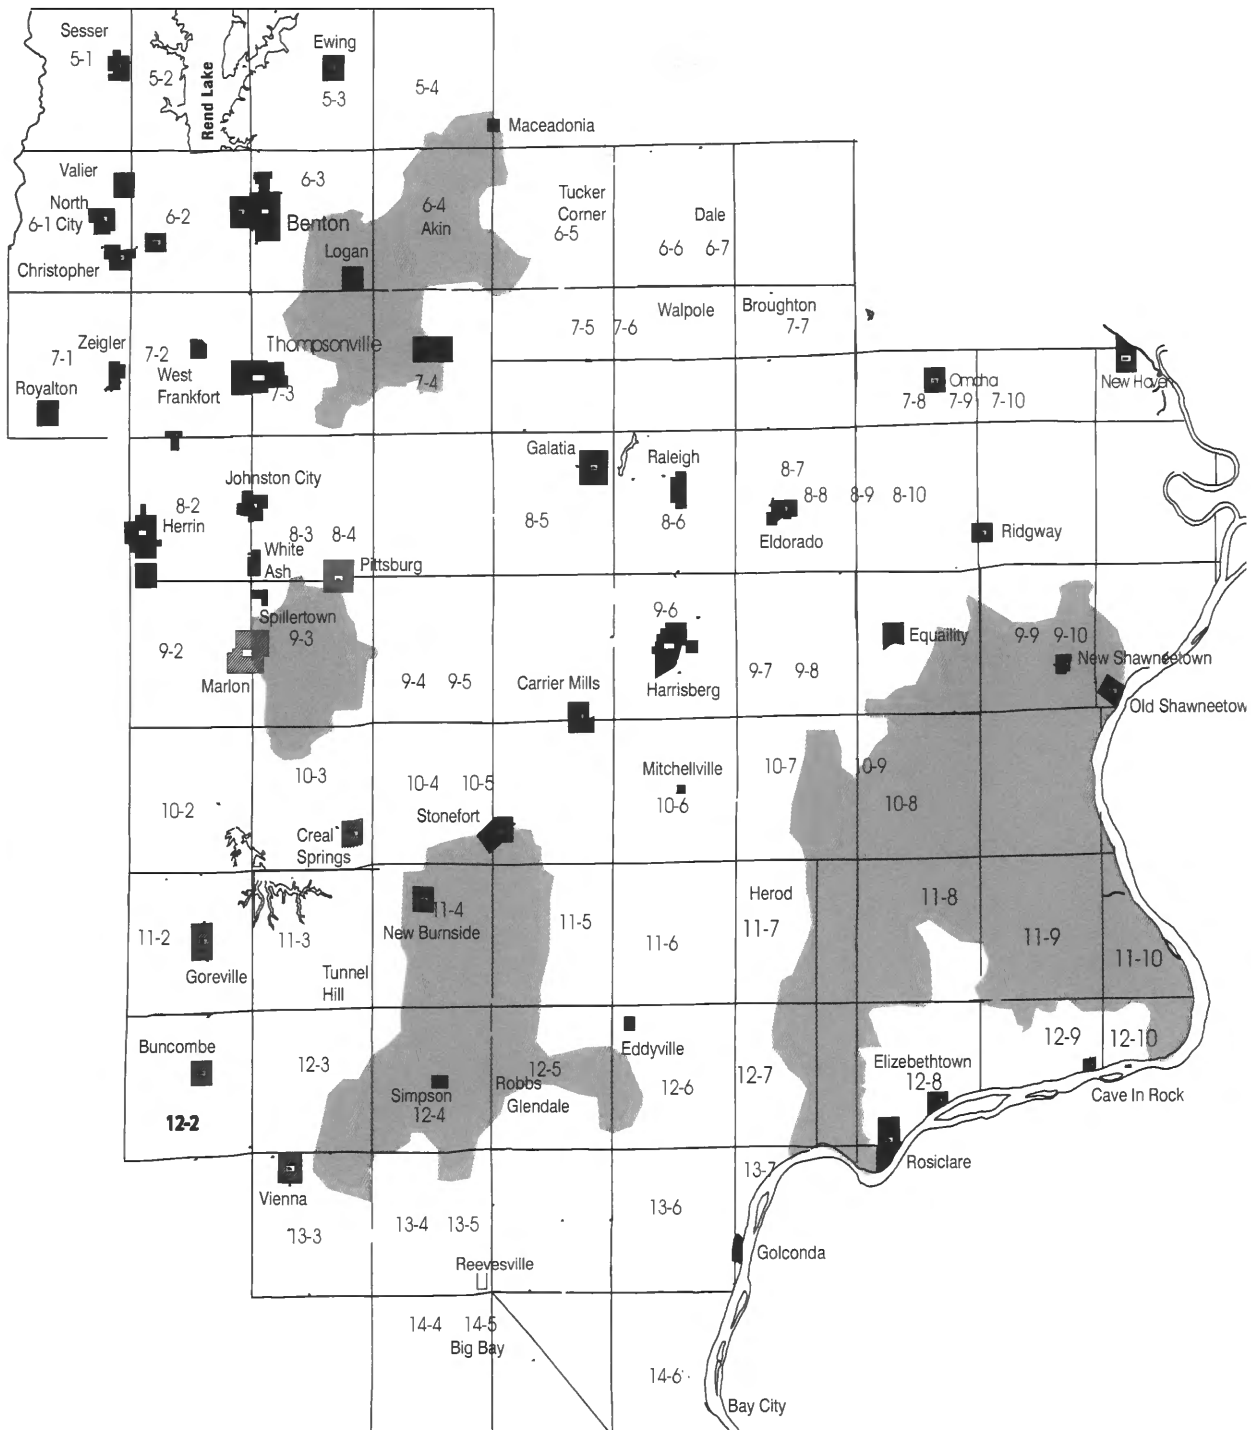 Sesser
5-1
5-2
Rend Lake
Ewing
5-3
5-4
Maceadonia
Valier
North
6-1 City
6-2
6-3
Benton
Logan
Christopher
6-4
Akin
Tucker
Corner
6-5
Dale
6-6 6-7
Zeigler
7-1
Royalton
7-2
West
Frankfort
Thompsonville
7-3
7-4
7-5 7-6
Walpole
Broughton
7-7
Omaha
7-8 7-9 7-10
New Haven
Johnston City
8-2
Herrin
8-3 8-4
White
Ash
Pittsburg
Galatia
8-5
Raleigh
8-6
8-7
8-8 8-9 8-10
Eldorado
Ridgway
Spillertown
9-2
9-3
Marlon
9-4 9-5
Carrier Mills
9-6
Harrisberg
9-7 9-8
Equaility
9-9 9-10
New Shawneetown
Old Shawneetow
10-2
10-3
Creal
Springs
10-4 10-5
Stonefort
Mitchellville
10-6
10-7
10-9
10-8
11-2
Goreville
11-3
Tunnel
Hill
11-4
New Burnside
11-5
11-6
Herod
11-7
11-8
11-9
11-10
Buncombe
12-2
12-3
Simpson
12-4
Robbs
Glendale
12-5
Eddyville
12-6
12-7
Elizebethtown
12-8
12-9
12-10
Cave In Rock
Rosiclare
Vienna
13-3
13-4 13-5
Reevesville
13-6
13-7
Golconda
14-4 14-5
Big Bay
14-6
Bay City